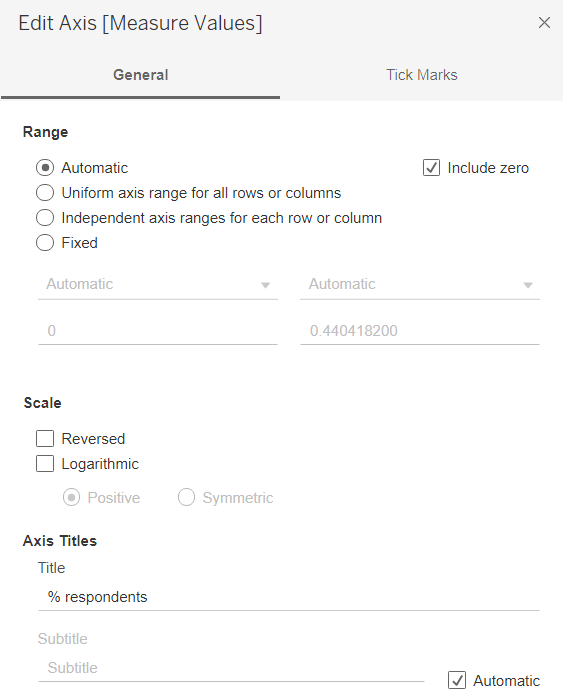 Edit Axis [Measure Values]
General Tick Marks
Range
Automatic Include zero
Uniform axis range for all rows or columns
Independent axis ranges for each row or column
Fixed
Automatic Automatic
0 0.440418200
Scale
Reversed
Logarithmic
Positive Symmetric
Axis Titles
Title
% respondents
Subtitle
Subtitle Automatic